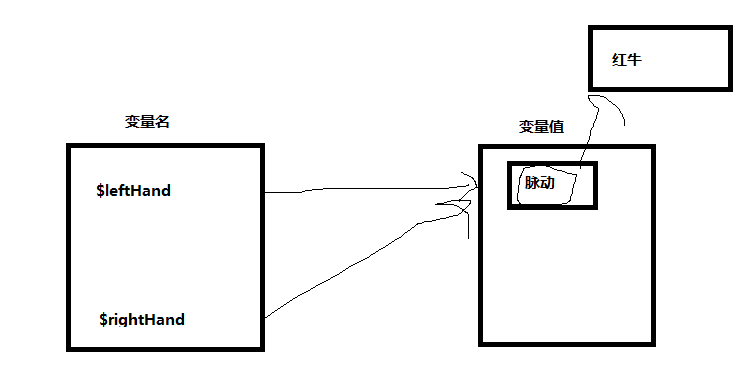 红牛
变量名
变量值
$leftHand
脉动
$rightHand